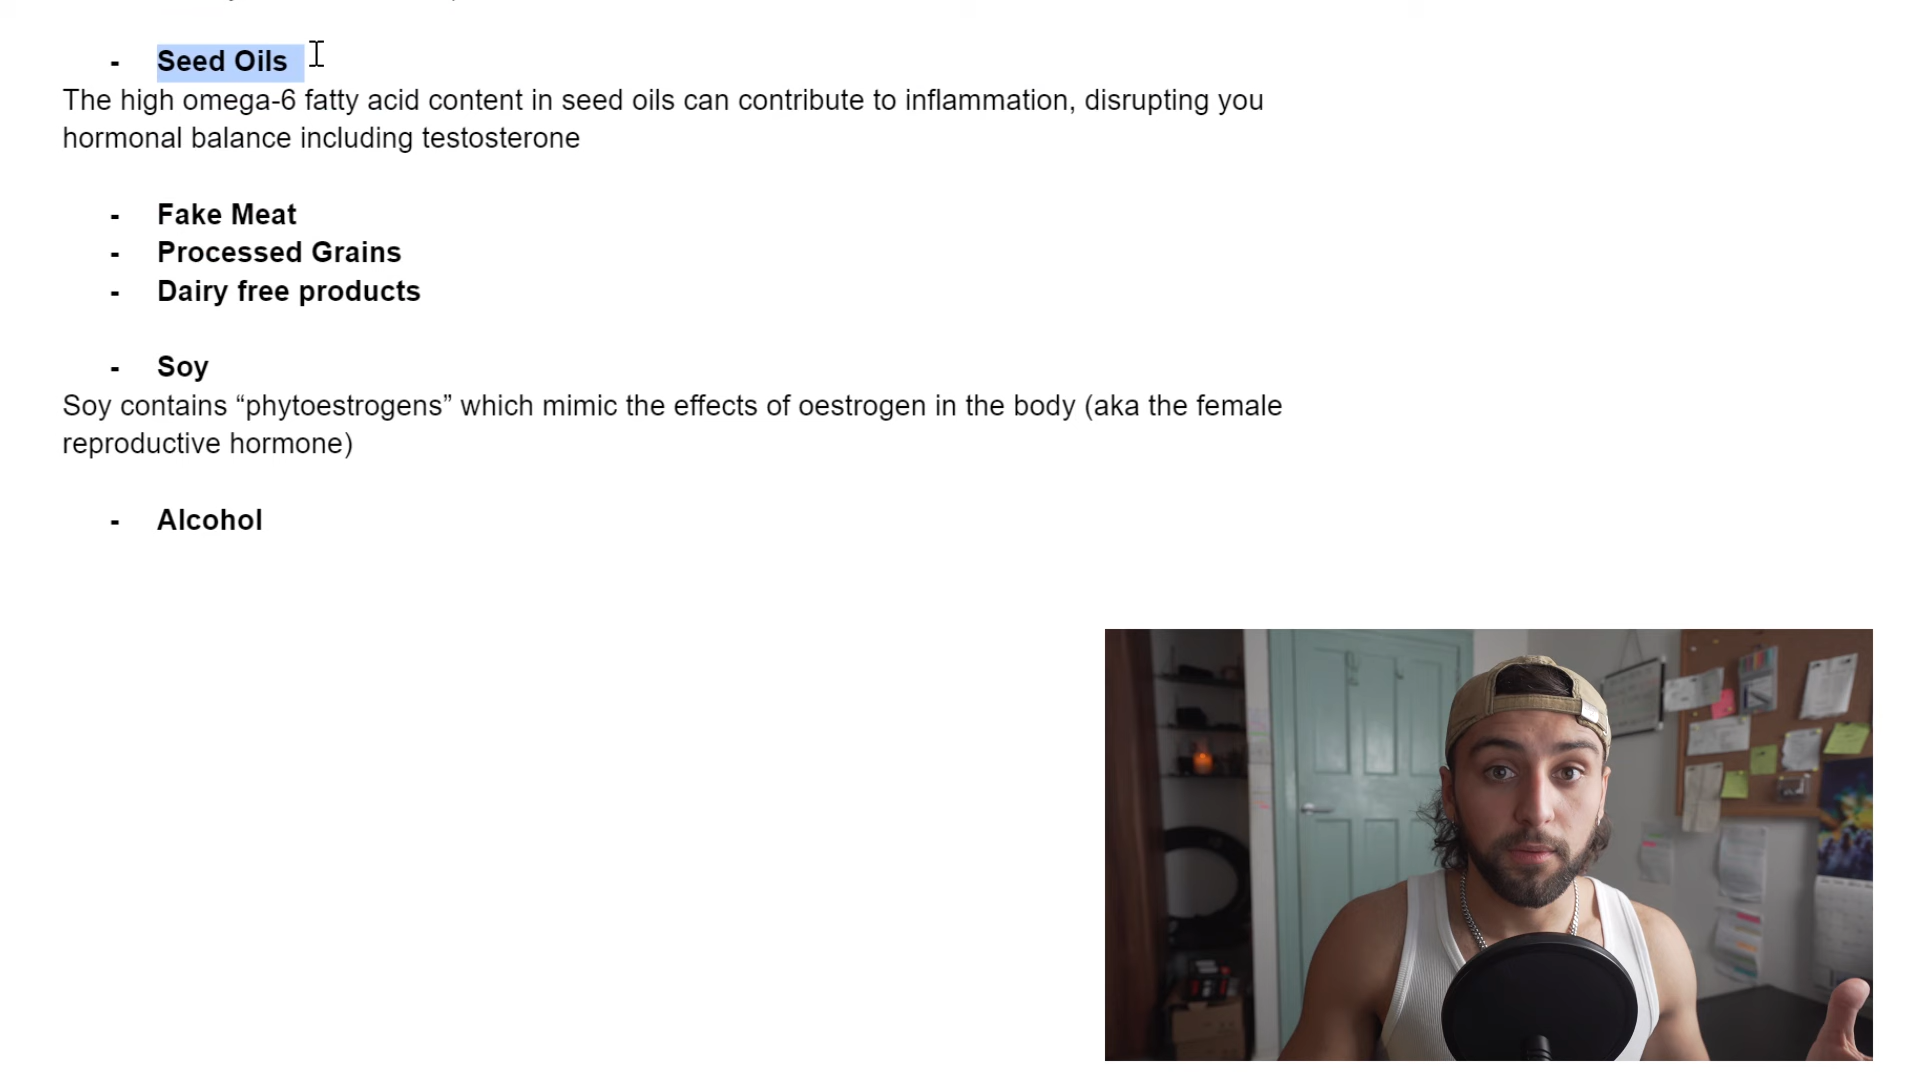 - Seed Oils
The high omega-6 fatty acid content in seed oils can contribute to inflammation, disrupting you
hormonal balance including testosterone
- Fake Meat
- Processed Grains
- Dairy free products
- Soy
Soy contains “phytoestrogens” which mimic the effects of oestrogen in the body (aka the female
reproductive hormone)
- Alcohol